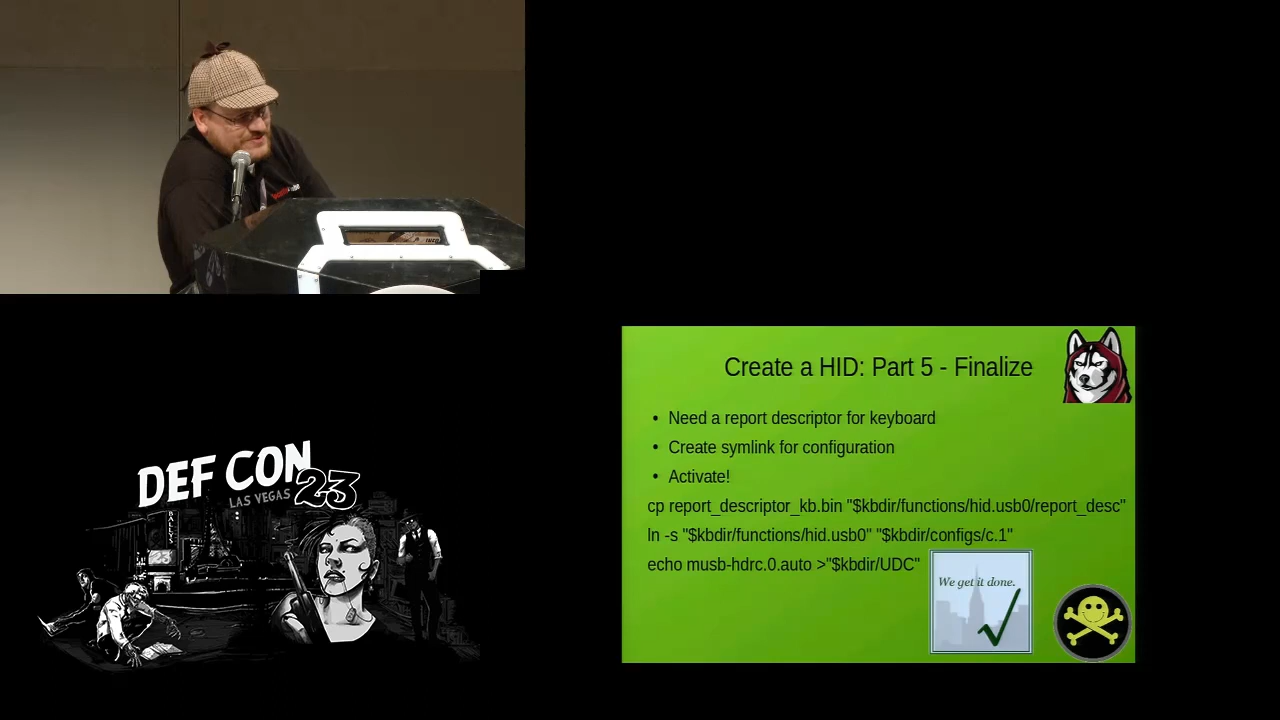 DEF CON 23
LAS VEGAS
BALLYS
23
Create a HID: Part 5 - Finalize
• Need a report descriptor for keyboard
• Create symlink for configuration
• Activate!
cp report_descriptor_kb.bin "$kbdir/functions/hid.usb0/report_desc"
ln -s "$kbdir/functions/hid.usb0" "$kbdir/configs/c.1"
echo musb-hdrc.0.auto >"$kbdir/UDC"
We get it done.